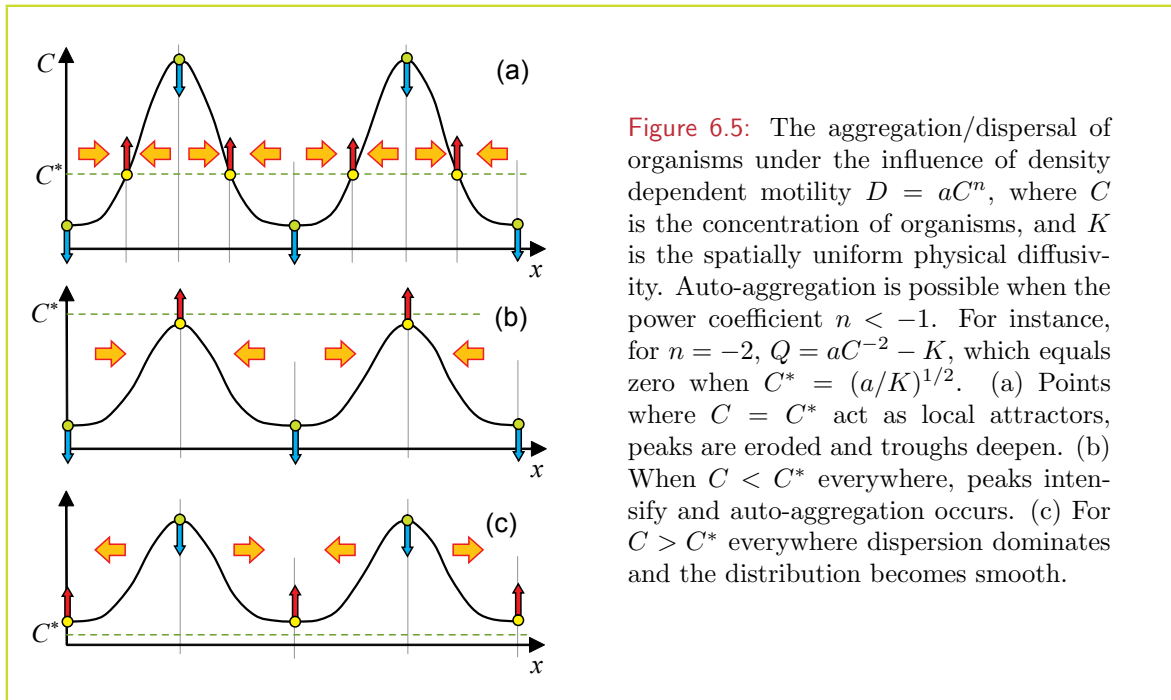 C
(a)
C*
x
C*
(b)
x
(c)
C*
x
Figure 6.5: The aggregation/dispersal of
organisms under the influence of density
dependent motility D = aCⁿ, where C
is the concentration of organisms, and K
is the spatially uniform physical diffusiv-
ity. Auto-aggregation is possible when the
power coefficient n < −1. For instance,
for n = −2, Q = aC⁻² − K, which equals
zero when C* = (a/K)^{1/2}. (a) Points
where C = C* act as local attractors,
peaks are eroded and troughs deepen. (b)
When C < C* everywhere, peaks inten-
sify and auto-aggregation occurs. (c) For
C > C* everywhere dispersion dominates
and the distribution becomes smooth.